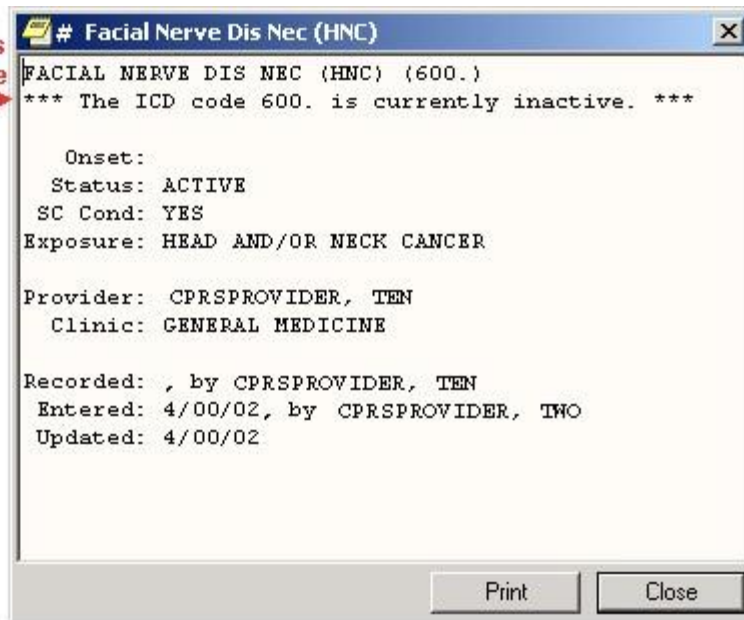 # Facial Nerve Dis Nec (HNC)
FACIAL NERVE DIS NEC (HNC) (600.)
*** The ICD code 600. is currently inactive. ***
Onset:
Status: ACTIVE
SC Cond: YES
Exposure: HEAD AND/OR NECK CANCER
Provider: CPRSPROVIDER, TEN
Clinic: GENERAL MEDICINE
Recorded: , by CPRSPROVIDER, TEN
Entered: 4/00/02, by CPRSPROVIDER, TWO
Updated: 4/00/02
Print Close